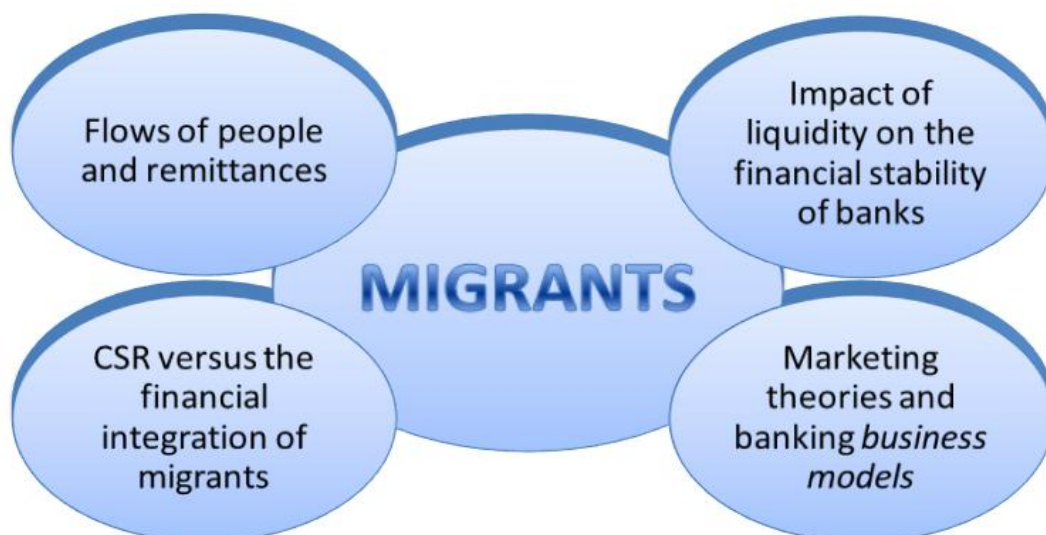 Flows of people
and remittances
Impact of
liquidity on the
financial stability
of banks
MIGRANTS
CSR versus the
financial
integration of
migrants
Marketing
theories and
banking business
models